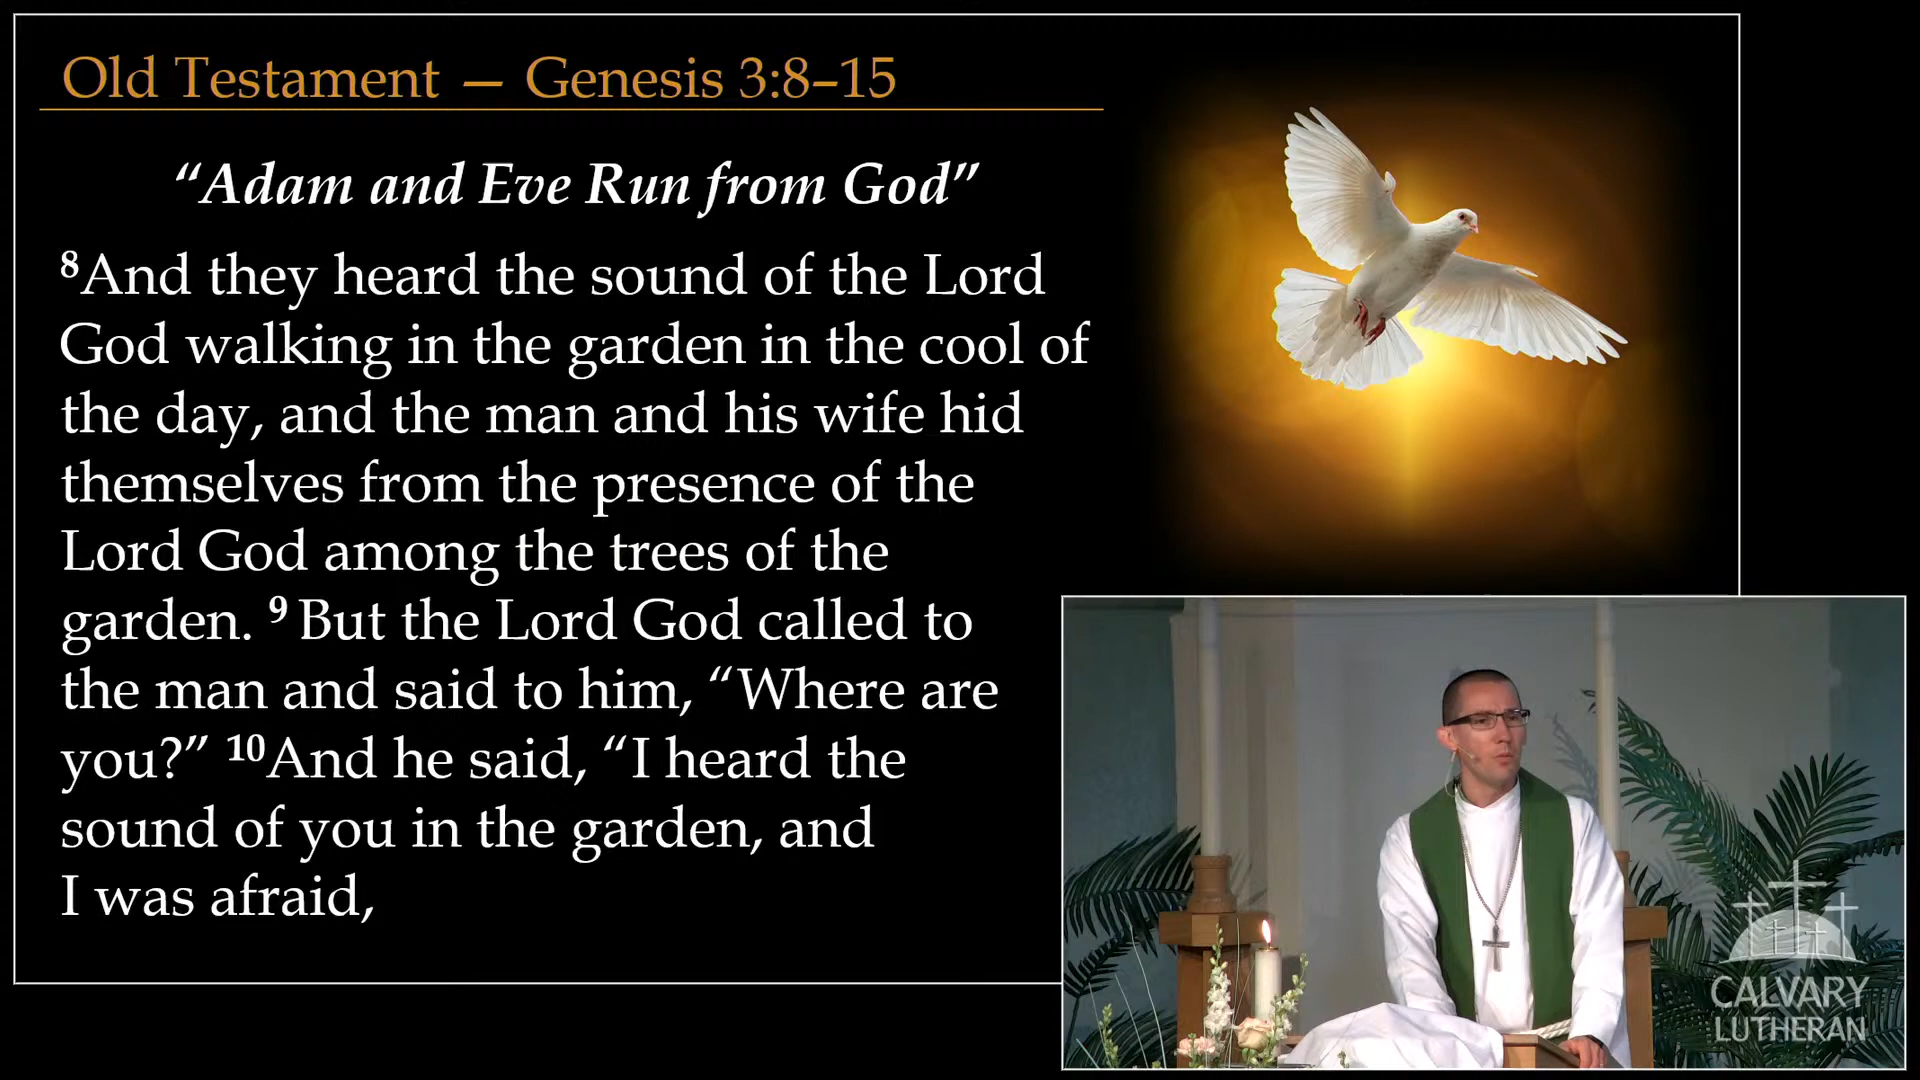 Old Testament — Genesis 3:8–15
“Adam and Eve Run from God”
⁸And they heard the sound of the Lord
God walking in the garden in the cool of
the day, and the man and his wife hid
themselves from the presence of the
Lord God among the trees of the
garden. ⁹ But the Lord God called to
the man and said to him, “Where are
you?” ¹⁰And he said, “I heard the
sound of you in the garden, and
I was afraid,
CALVARY
LUTHERAN